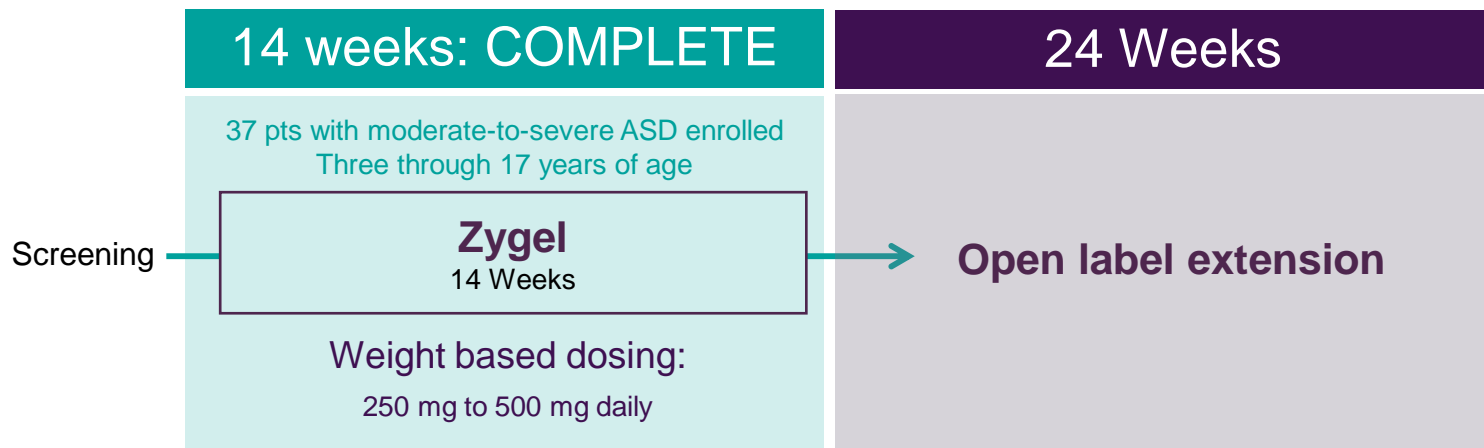 14 weeks: COMPLETE
24 Weeks
37 pts with moderate-to-severe ASD enrolled
Three through 17 years of age
Screening
Zygel
14 Weeks
Open label extension
Weight based dosing:
250 mg to 500 mg daily